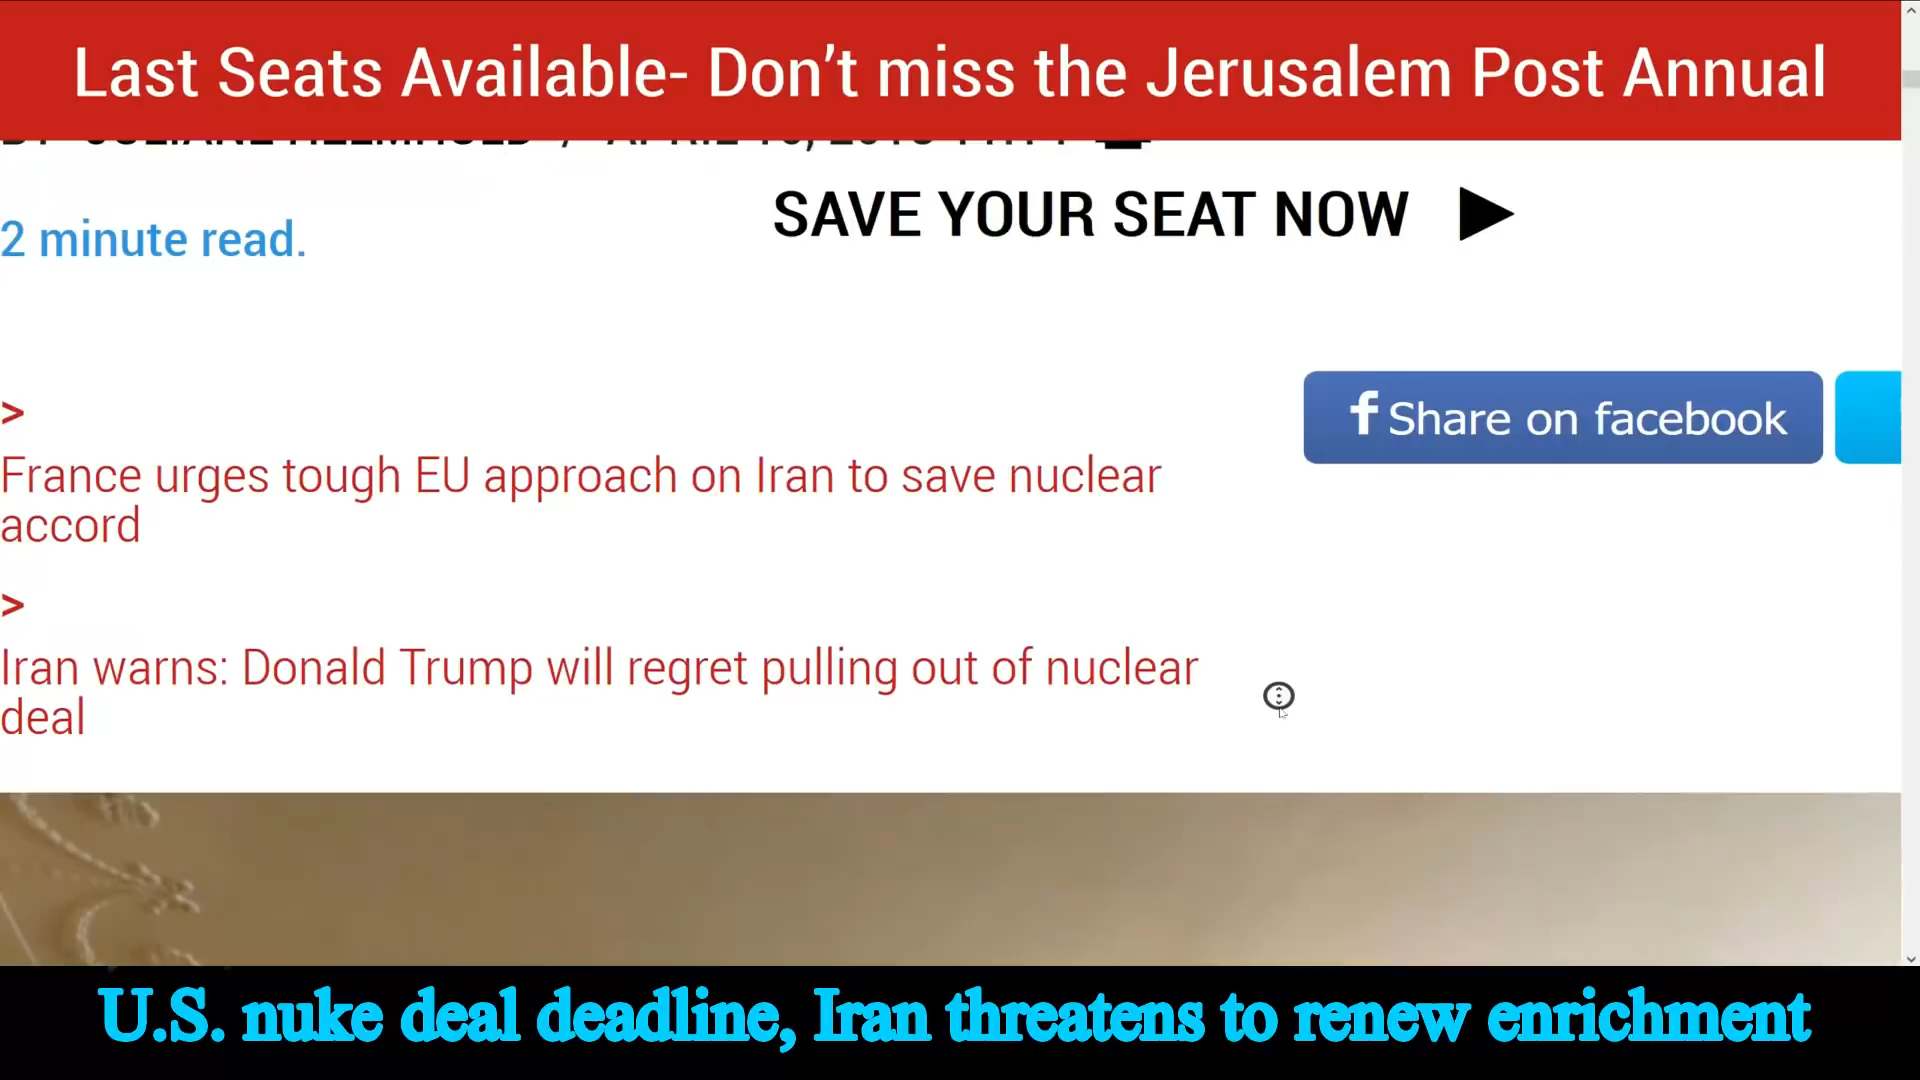 Last Seats Available- Don’t miss the Jerusalem Post Annual
SAVE YOUR SEAT NOW
2 minute read.
f Share on facebook
>
France urges tough EU approach on Iran to save nuclear
accord
>
Iran warns: Donald Trump will regret pulling out of nuclear
deal
U.S. nuke deal deadline, Iran threatens to renew enrichment